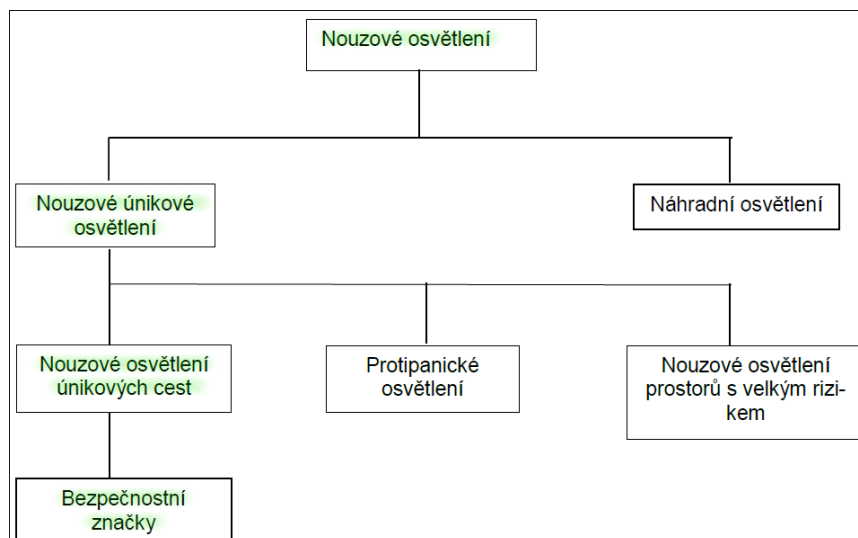 Nouzové osvětlení
Nouzové únikové
osvětlení
Náhradní osvětlení
Nouzové osvětlení
únikových cest
Protipanické
osvětlení
Nouzové osvětlení
prostorů s velkým rizi-
kem
Bezpečnostní
značky